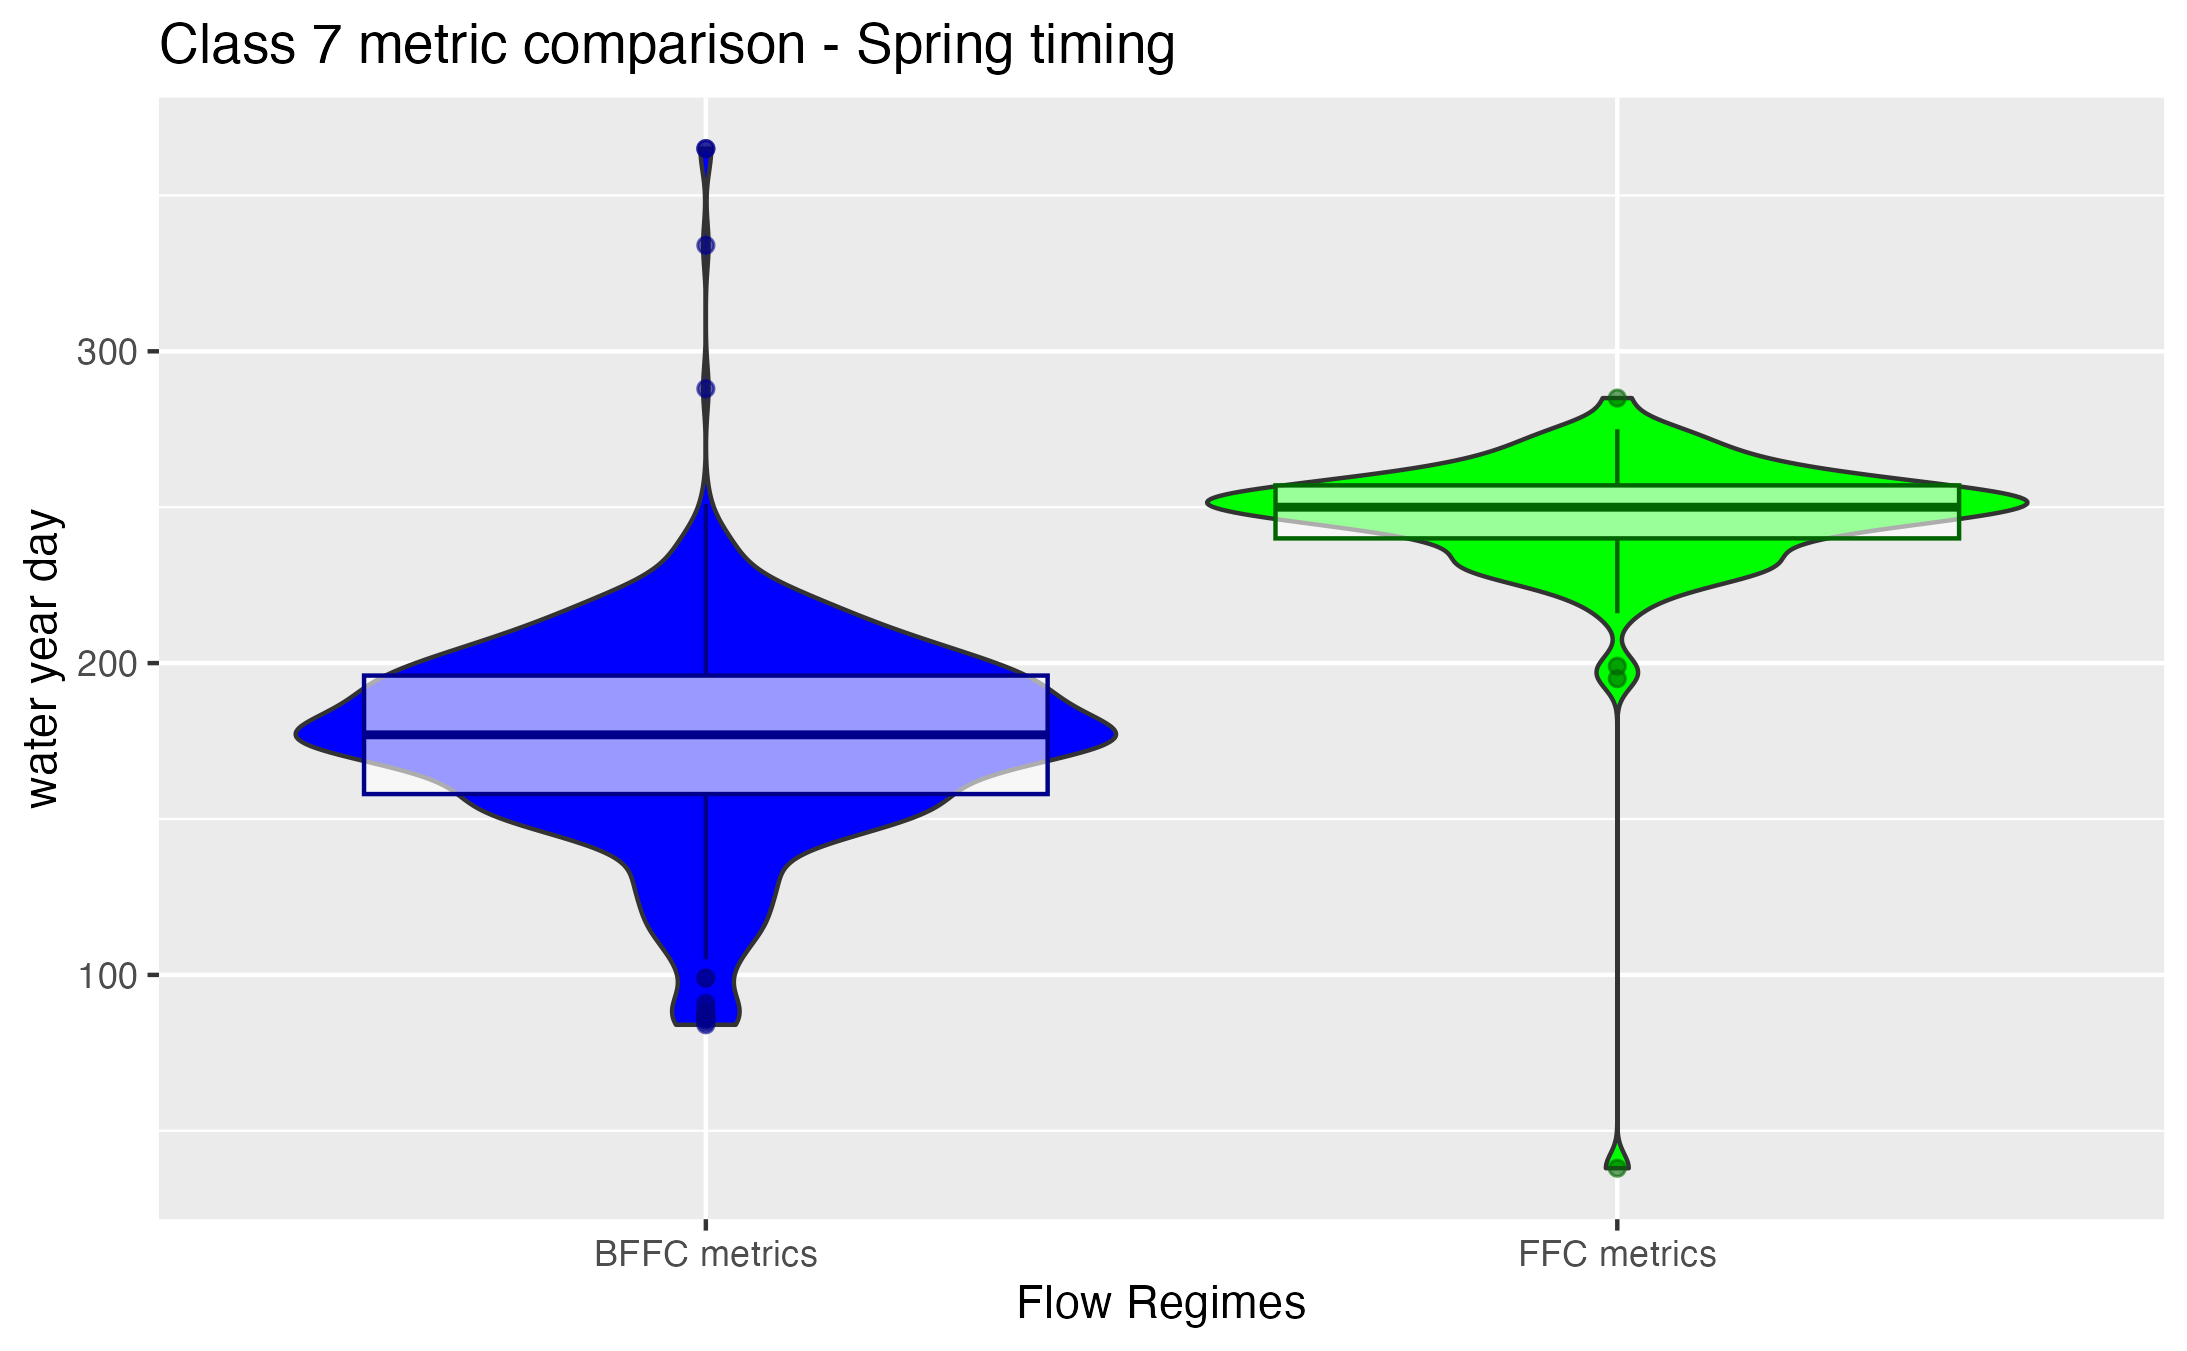 Class 7 metric comparison - Spring timing
water year day
300
200
100
BFFC metrics
FFC metrics
Flow Regimes